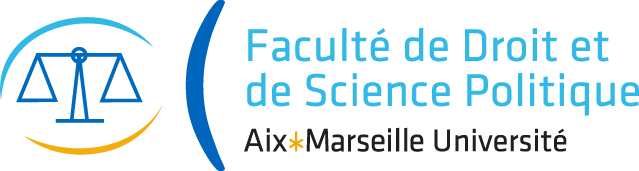 Faculté de Droit et
de Science Politique
Aix*Marseille Université